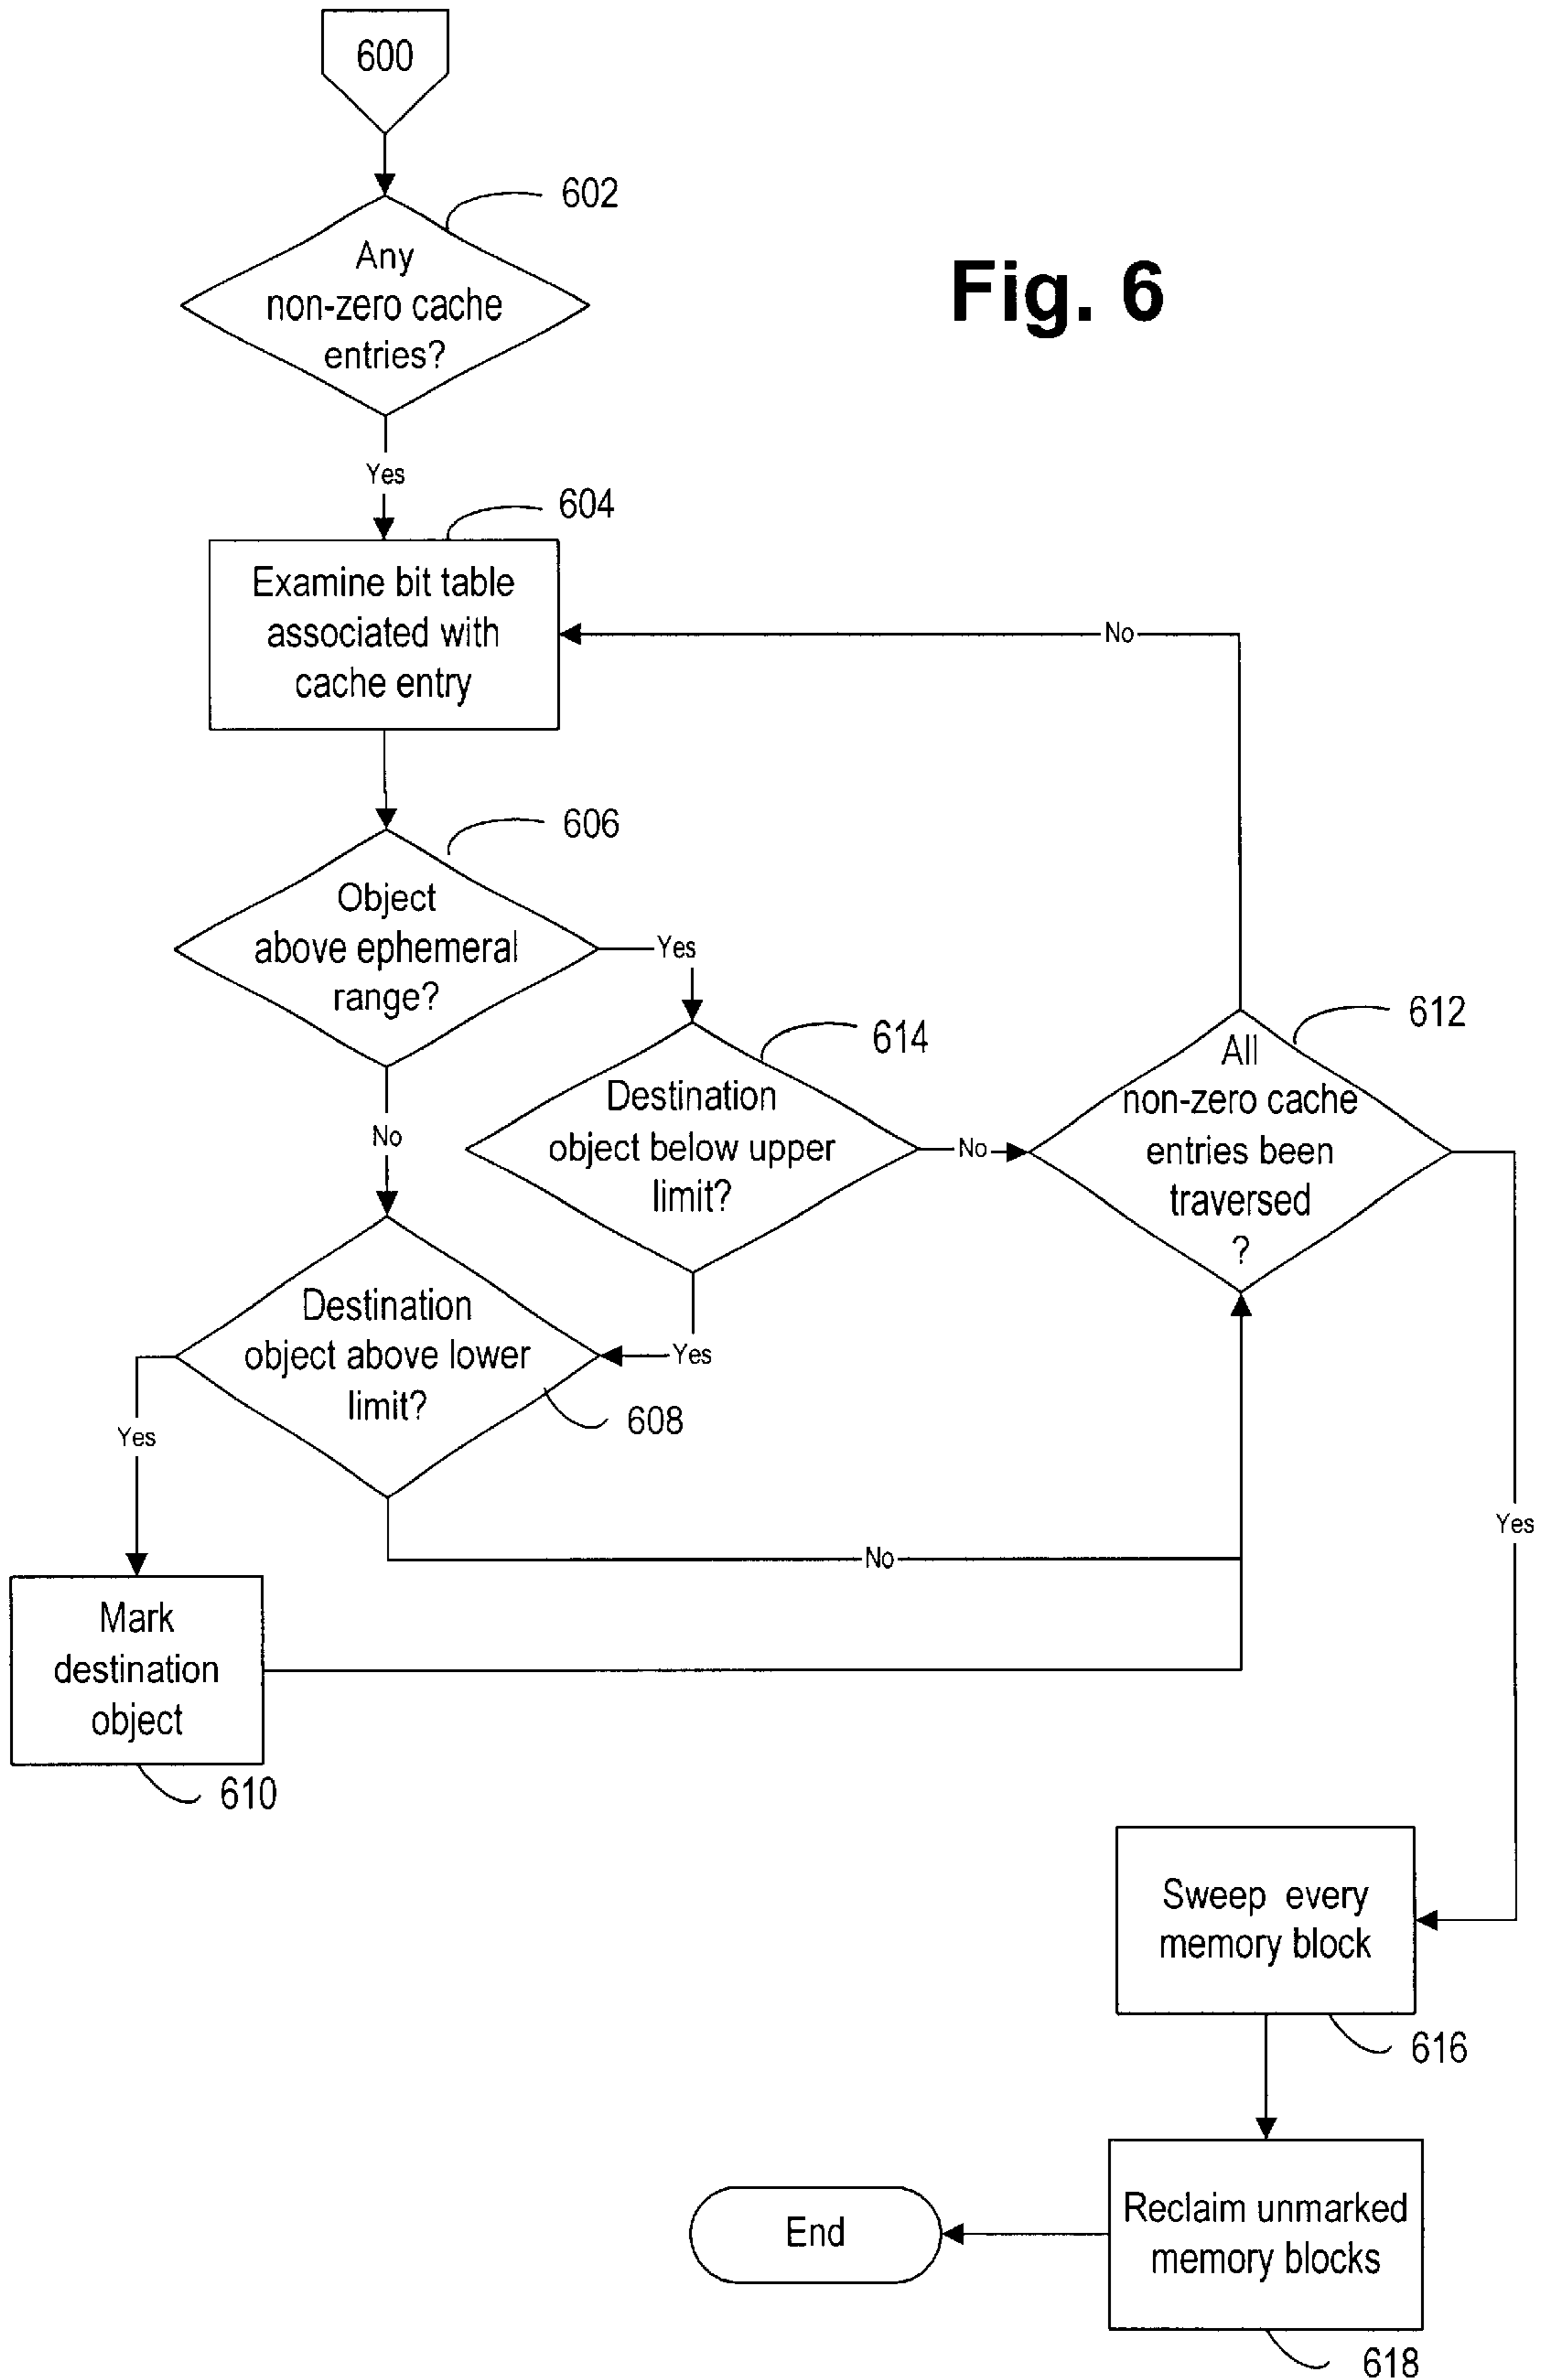 600
602
Any
non-zero cache
entries?
Fig. 6
Yes
604
Examine bit table
associated with
cache entry
No
606
Object
above ephemeral
range?
Yes
612
614
All
non-zero cache
entries been
traversed
?
Destination
object below upper
limit?
No
No
Destination
object above lower
limit?
Yes
608
Yes
Yes
No
Mark
destination
object
610
Sweep every
memory block
616
Reclaim unmarked
memory blocks
End
618